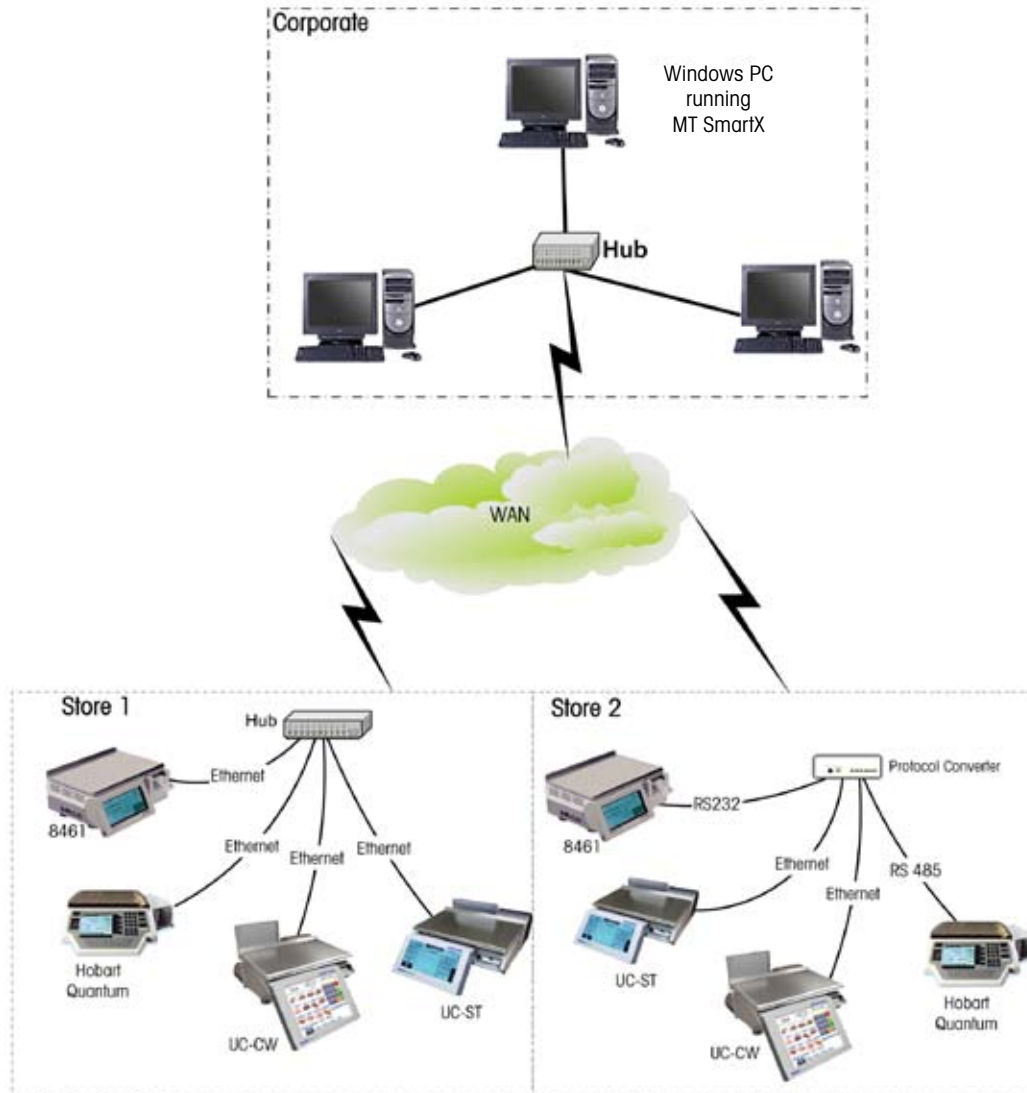 Corporate
Windows PC
running
MT SmartX
Hub
WAN
Store 1
Hub
Ethernet
8461
Ethernet
Ethernet
Ethernet
Hobart
Quantum
UC-CW
UC-ST
Store 2
Protocol Converter
RS232
8461
Ethernet
Ethernet
RS 485
UC-ST
UC-CW
Hobart
Quantum